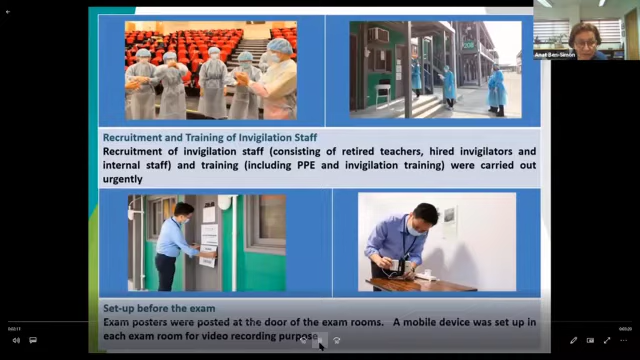 Anat Ben-Simon
Recruitment and Training of Invigilation Staff
Recruitment of invigilation staff (consisting of retired teachers, hired invigilators and
internal staff) and training (including PPE and invigilation training) were carried out
urgently
Set-up before the exam
Exam posters were posted at the door of the exam rooms. A mobile device was set up in
each exam room for video recording purpose